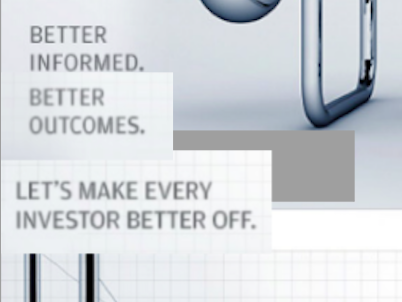 BETTER
INFORMED.
BETTER
OUTCOMES.
LET'S MAKE EVERY
INVESTOR BETTER OFF.